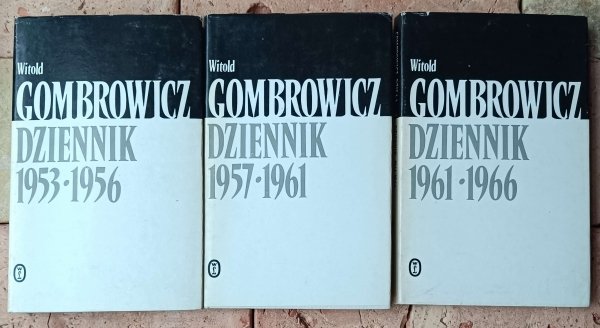 Witold
GOMBROWICZ
DZIENNIK
1953·1956
Witold
GOMBROWICZ
DZIENNIK
1957·1961
Witold
GOMBROWICZ
DZIENNIK
1961·1966